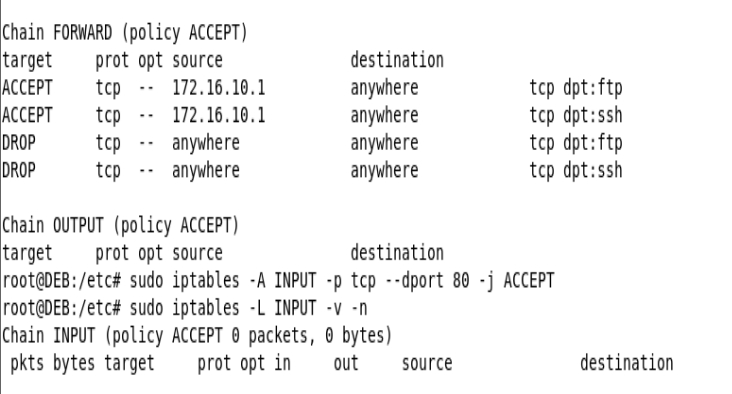 Chain FORWARD (policy ACCEPT)
target     prot opt source               destination
ACCEPT     tcp  --  172.16.10.1          anywhere             tcp dpt:ftp
ACCEPT     tcp  --  172.16.10.1          anywhere             tcp dpt:ssh
DROP       tcp  --  anywhere             anywhere             tcp dpt:ftp
DROP       tcp  --  anywhere             anywhere             tcp dpt:ssh
Chain OUTPUT (policy ACCEPT)
target     prot opt source               destination
root@DEB:/etc# sudo iptables -A INPUT -p tcp --dport 80 -j ACCEPT
root@DEB:/etc# sudo iptables -L INPUT -v -n
Chain INPUT (policy ACCEPT 0 packets, 0 bytes)
 pkts bytes target     prot opt in     out     source               destination